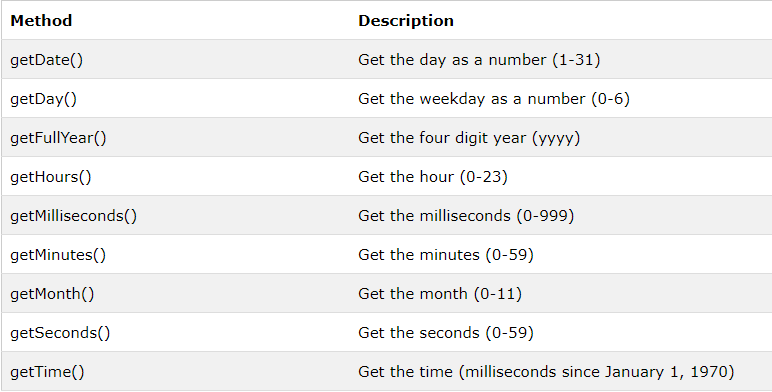 Method Description
getDate() Get the day as a number (1-31)
getDay() Get the weekday as a number (0-6)
getFullYear() Get the four digit year (yyyy)
getHours() Get the hour (0-23)
getMilliseconds() Get the milliseconds (0-999)
getMinutes() Get the minutes (0-59)
getMonth() Get the month (0-11)
getSeconds() Get the seconds (0-59)
getTime() Get the time (milliseconds since January 1, 1970)